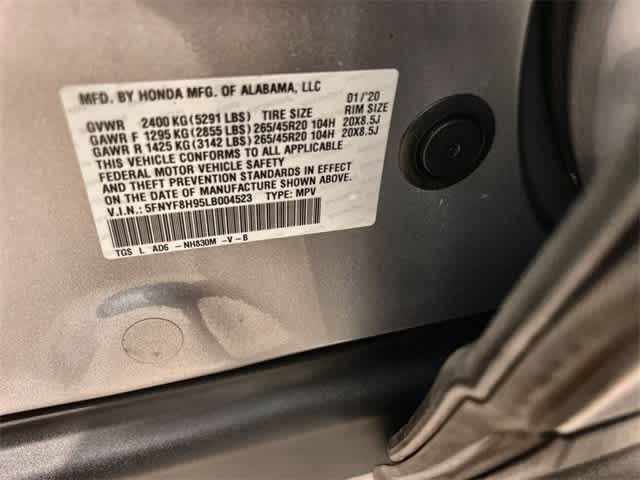 MFD. BY HONDA MFG. OF ALABAMA, LLC 01/'20
GVWR 2400 KG (5291 LBS) TIRE SIZE RIM SIZE
GAWR F 1295 KG (2855 LBS) 265/45R20 104H 20X8.5J
GAWR R 1425 KG (3142 LBS) 265/45R20 104H 20X8.5J
THIS VEHICLE CONFORMS TO ALL APPLICABLE
FEDERAL MOTOR VEHICLE SAFETY
AND THEFT PREVENTION STANDARDS IN EFFECT
ON THE DATE OF MANUFACTURE SHOWN ABOVE.
V.I.N.: 5FNYF8H95LB004523 TYPE: MPV
TGS L AD6 - NH830M -V - B